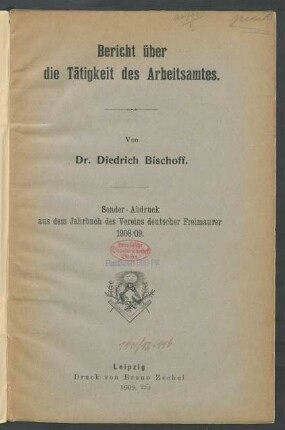 Bericht über
die Tätigkeit des Arbeitsamtes.
Von
Dr. Diedrich Bischoff.
Sonder-Abdruck
aus dem Jahrbuch des Vereins deutscher Freimaurer
1908/09.
Leipzig
Druck von Bruno Zechel
1909.